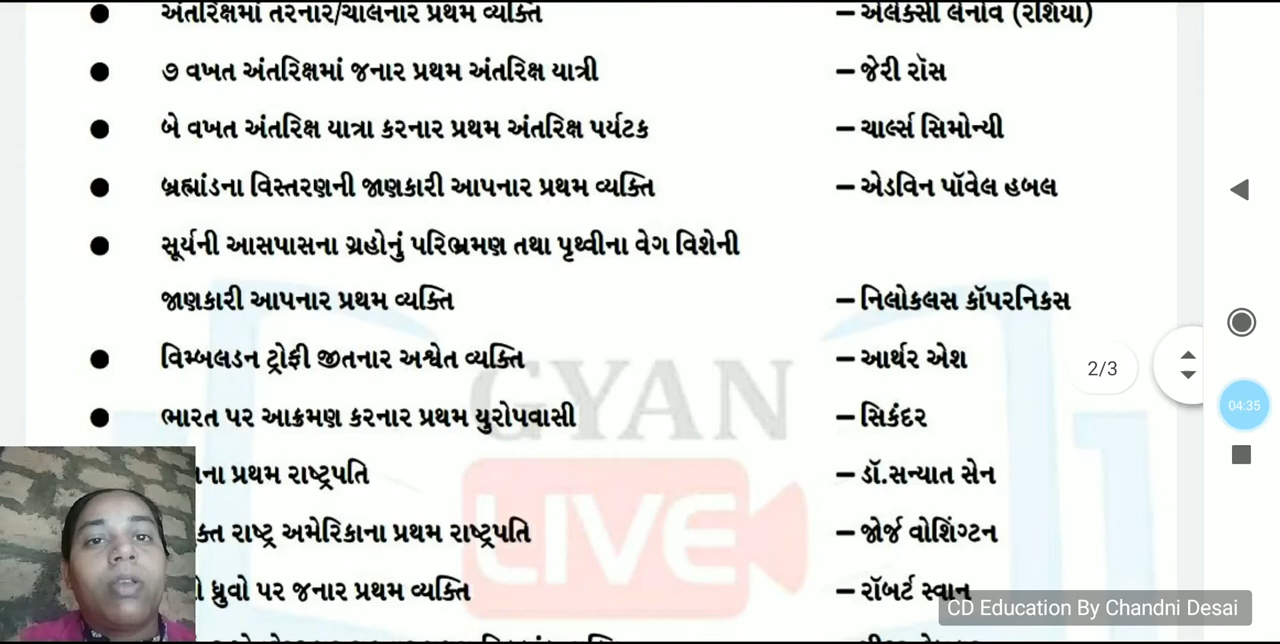 અંતરિક્ષમાં તરનાર/ચાલનાર પ્રથમ વ્યક્તિ – એલેક્સી લેનોવ (રશિયા)
● ૭ વખત અંતરિક્ષમાં જનાર પ્રથમ અંતરિક્ષ યાત્રી – જેરી રૉસ
● બે વખત અંતરિક્ષ યાત્રા કરનાર પ્રથમ અંતરિક્ષ પર્યટક – ચાર્લ્સ સિમોન્યી
● બ્રહ્માંડના વિસ્તરણની જાણકારી આપનાર પ્રથમ વ્યક્તિ – એડવિન પૉવેલ હબલ
● સૂર્યની આસપાસના ગ્રહોનું પરિભ્રમણ તથા પૃથ્વીના વેગ વિશેની
જાણકારી આપનાર પ્રથમ વ્યક્તિ – નિલોકલસ કૉપરનિકસ
● વિમ્બલડન ટ્રોફી જીતનાર અશ્વેત વ્યક્તિ – આર્થર એશ
● ભારત પર આક્રમણ કરનાર પ્રથમ યુરોપવાસી – સિકંદર
ના પ્રથમ રાષ્ટ્રપતિ – ડૉ.સન્યાત સેન
ક્ત રાષ્ટ્ર અમેરિકાના પ્રથમ રાષ્ટ્રપતિ – જોર્જ વોશિંગ્ટન
ધ્રુવો પર જનાર પ્રથમ વ્યક્તિ – રૉબર્ટ સ્વાન
GYAN
LIVE
2/3
04:35
CD Education By Chandni Desai